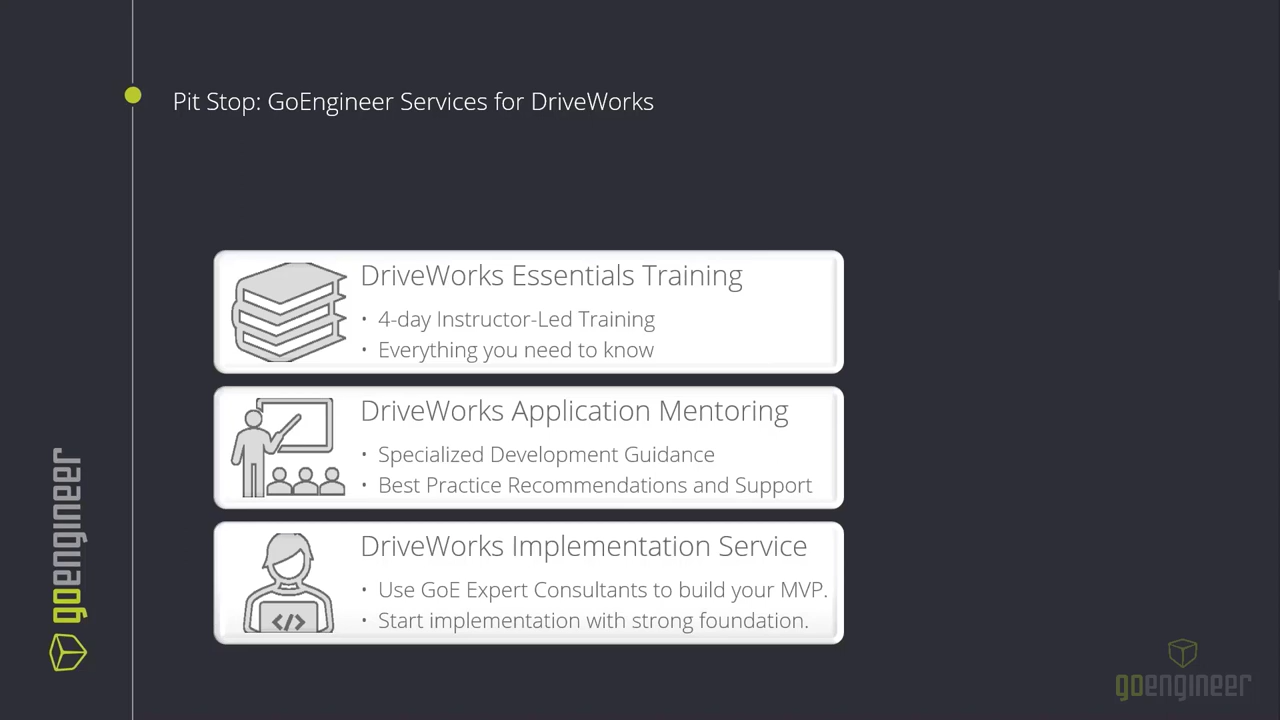 Pit Stop: GoEngineer Services for DriveWorks
DriveWorks Essentials Training
• 4-day Instructor-Led Training
• Everything you need to know
DriveWorks Application Mentoring
• Specialized Development Guidance
• Best Practice Recommendations and Support
DriveWorks Implementation Service
• Use GoE Expert Consultants to build your MVP.
• Start implementation with strong foundation.
</>
goengineer
goengineer